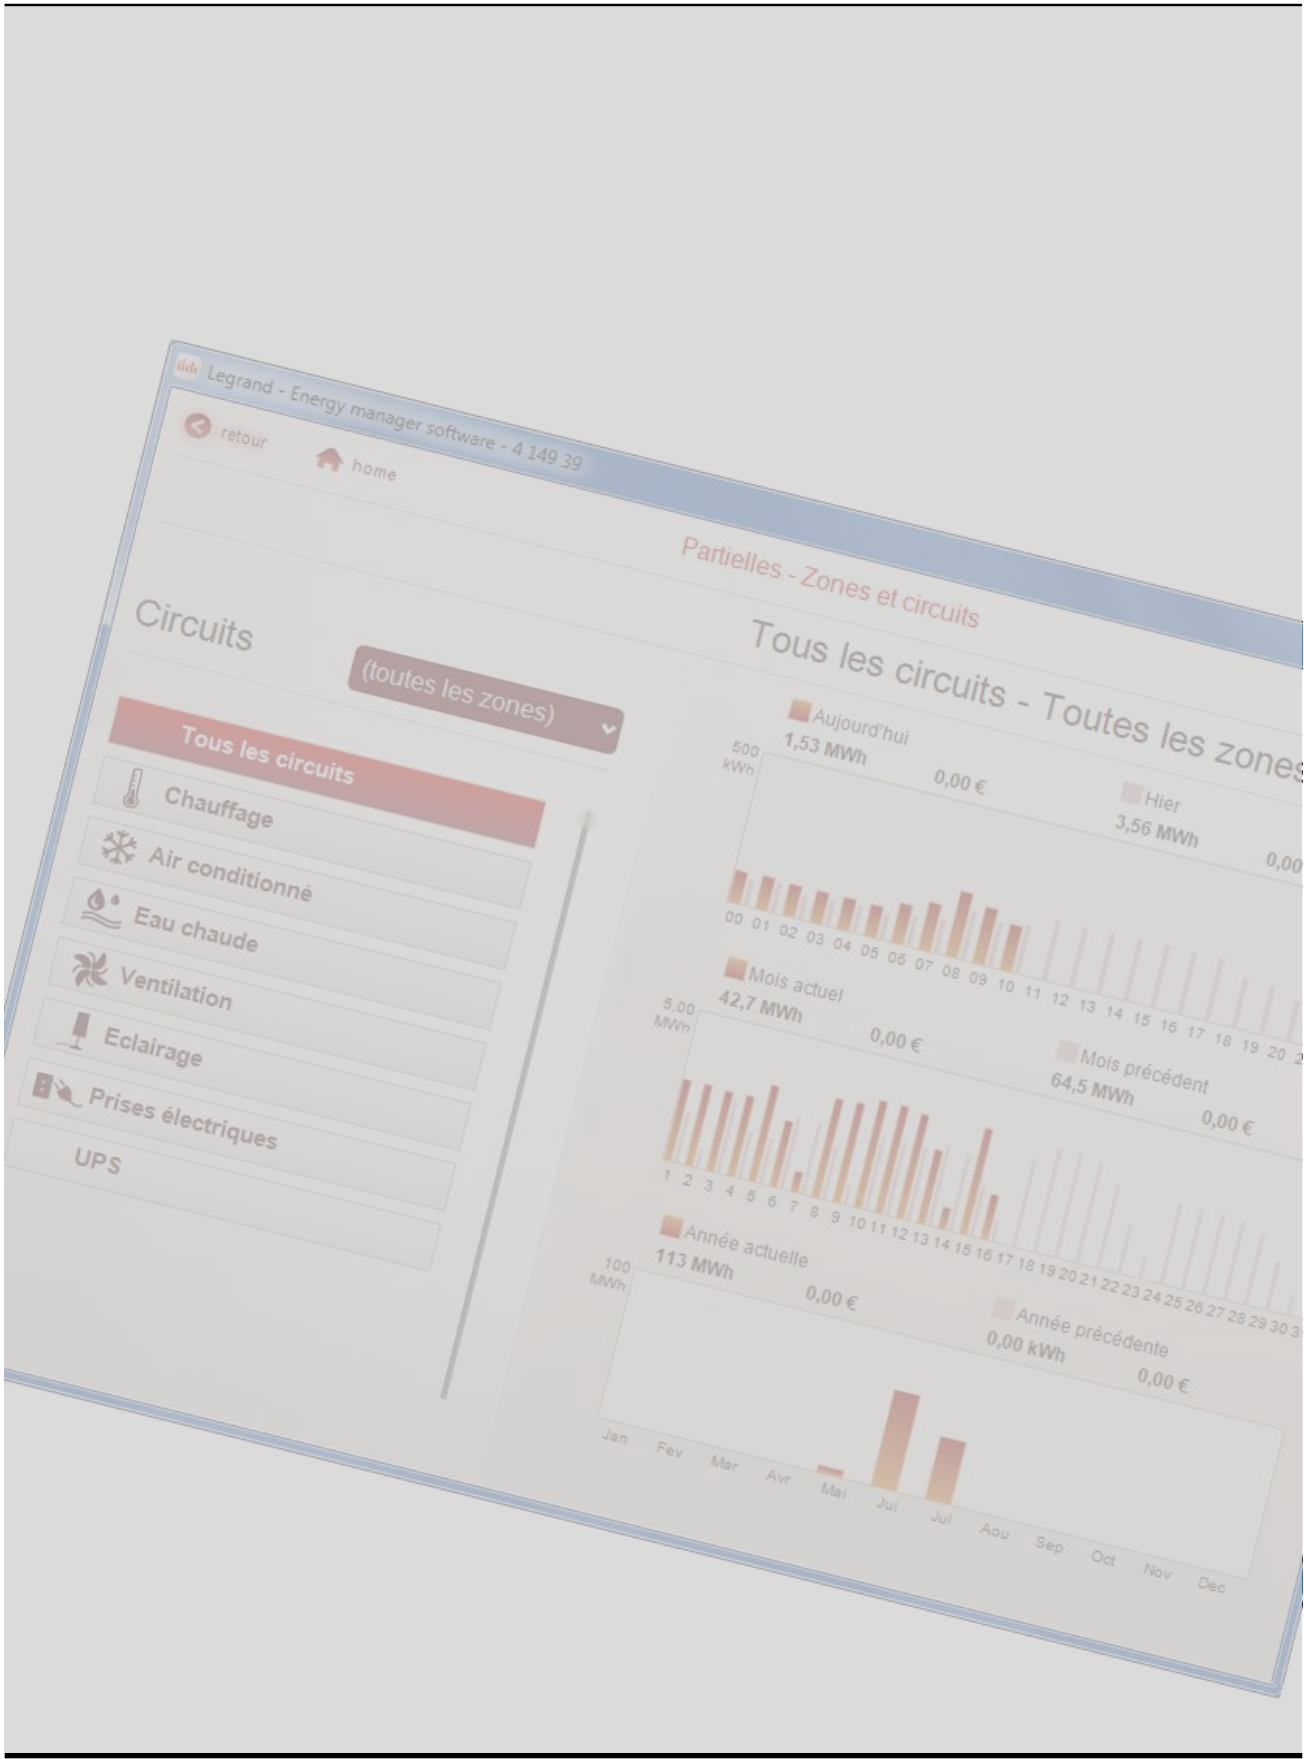 Legrand - Energy manager software - 4 149 39
retour
home
Partielles - Zones et circuits
Circuits
(toutes les zones)
Tous les circuits
Chauffage
Air conditionné
Eau chaude
Ventilation
Eclairage
Prises électriques
UPS
Tous les circuits - Toutes les zones
Aujourd'hui
1,53 MWh
0,00 €
Hier
3,56 MWh
0,00
500
kWh
00 01 02 03 04 05 06 07 08 09 10 11 12 13 14 15 16 17 18 19 20 2
Mois actuel
42,7 MWh
0,00 €
Mois précédent
64,5 MWh
0,00 €
5,00
MWh
1 2 3 4 5 6 7 8 9 10 11 12 13 14 15 16 17 18 19 20 21 22 23 24 25 26 27 28 29 30 3
Année actuelle
113 MWh
0,00 €
Année précédente
0,00 kWh
0,00 €
100
MWh
Jan Fev Mar Avr Mai Jui Jul Aou Sep Oct Nov Dec